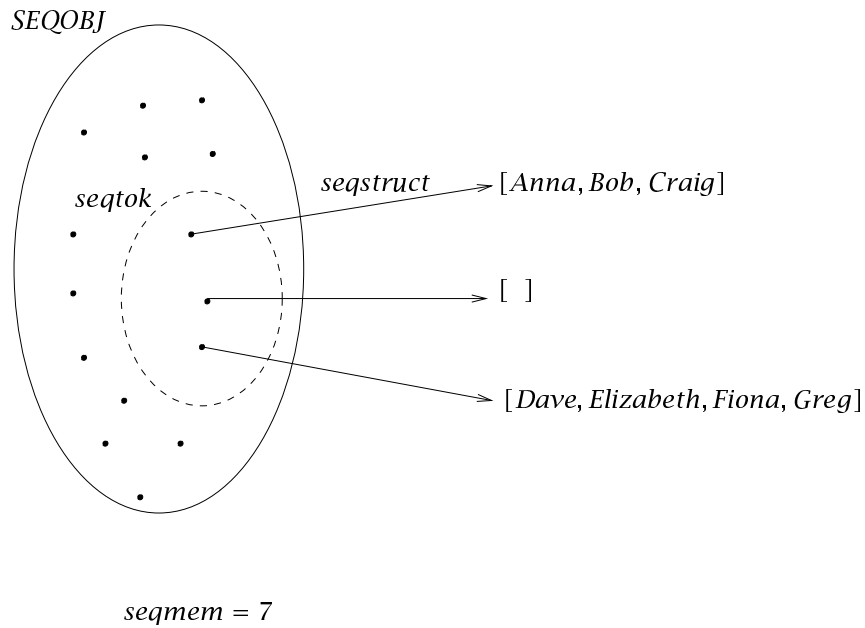 SEQOBJ
seqtok
seqstruct
[Anna, Bob, Craig]
[ ]
[Dave, Elizabeth, Fiona, Greg]
seqmem = 7